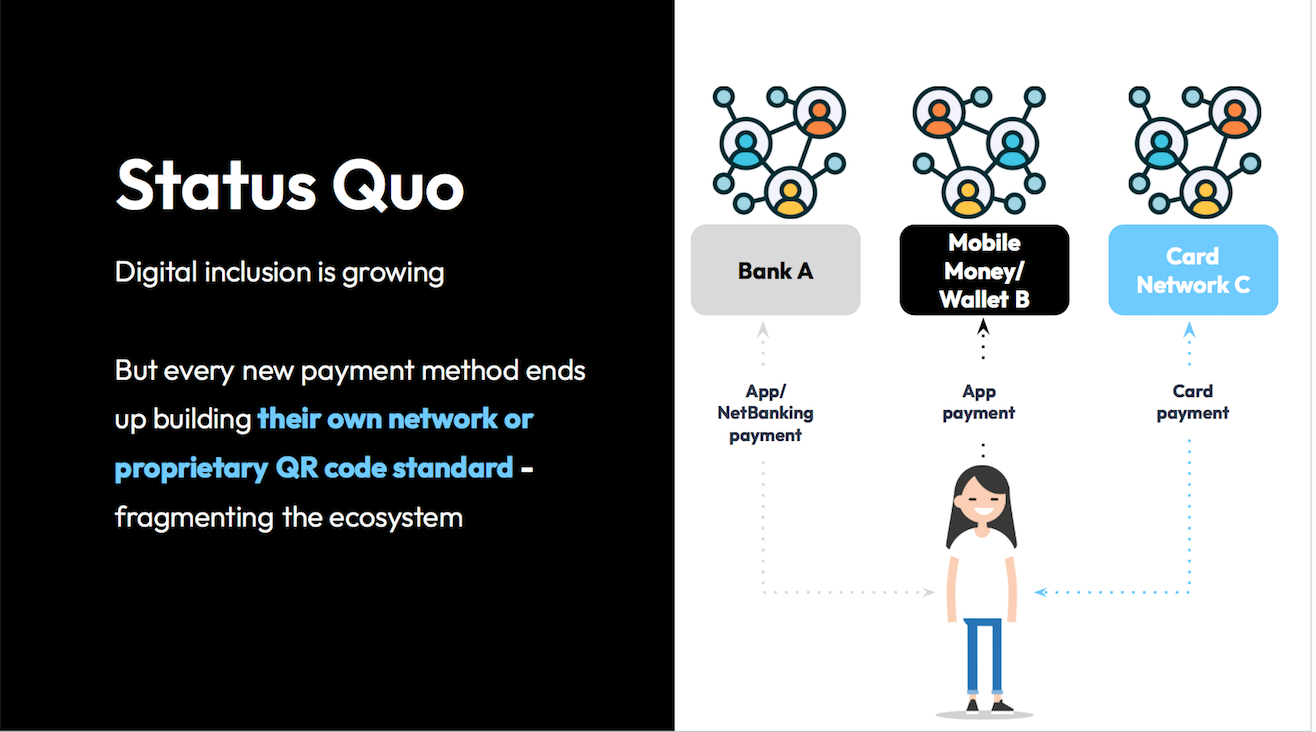 Status Quo
Digital inclusion is growing
But every new payment method ends
up building their own network or
proprietary QR code standard -
fragmenting the ecosystem
Bank A
Mobile
Money/
Wallet B
Card
Network C
App/
NetBanking
payment
App
payment
Card
payment